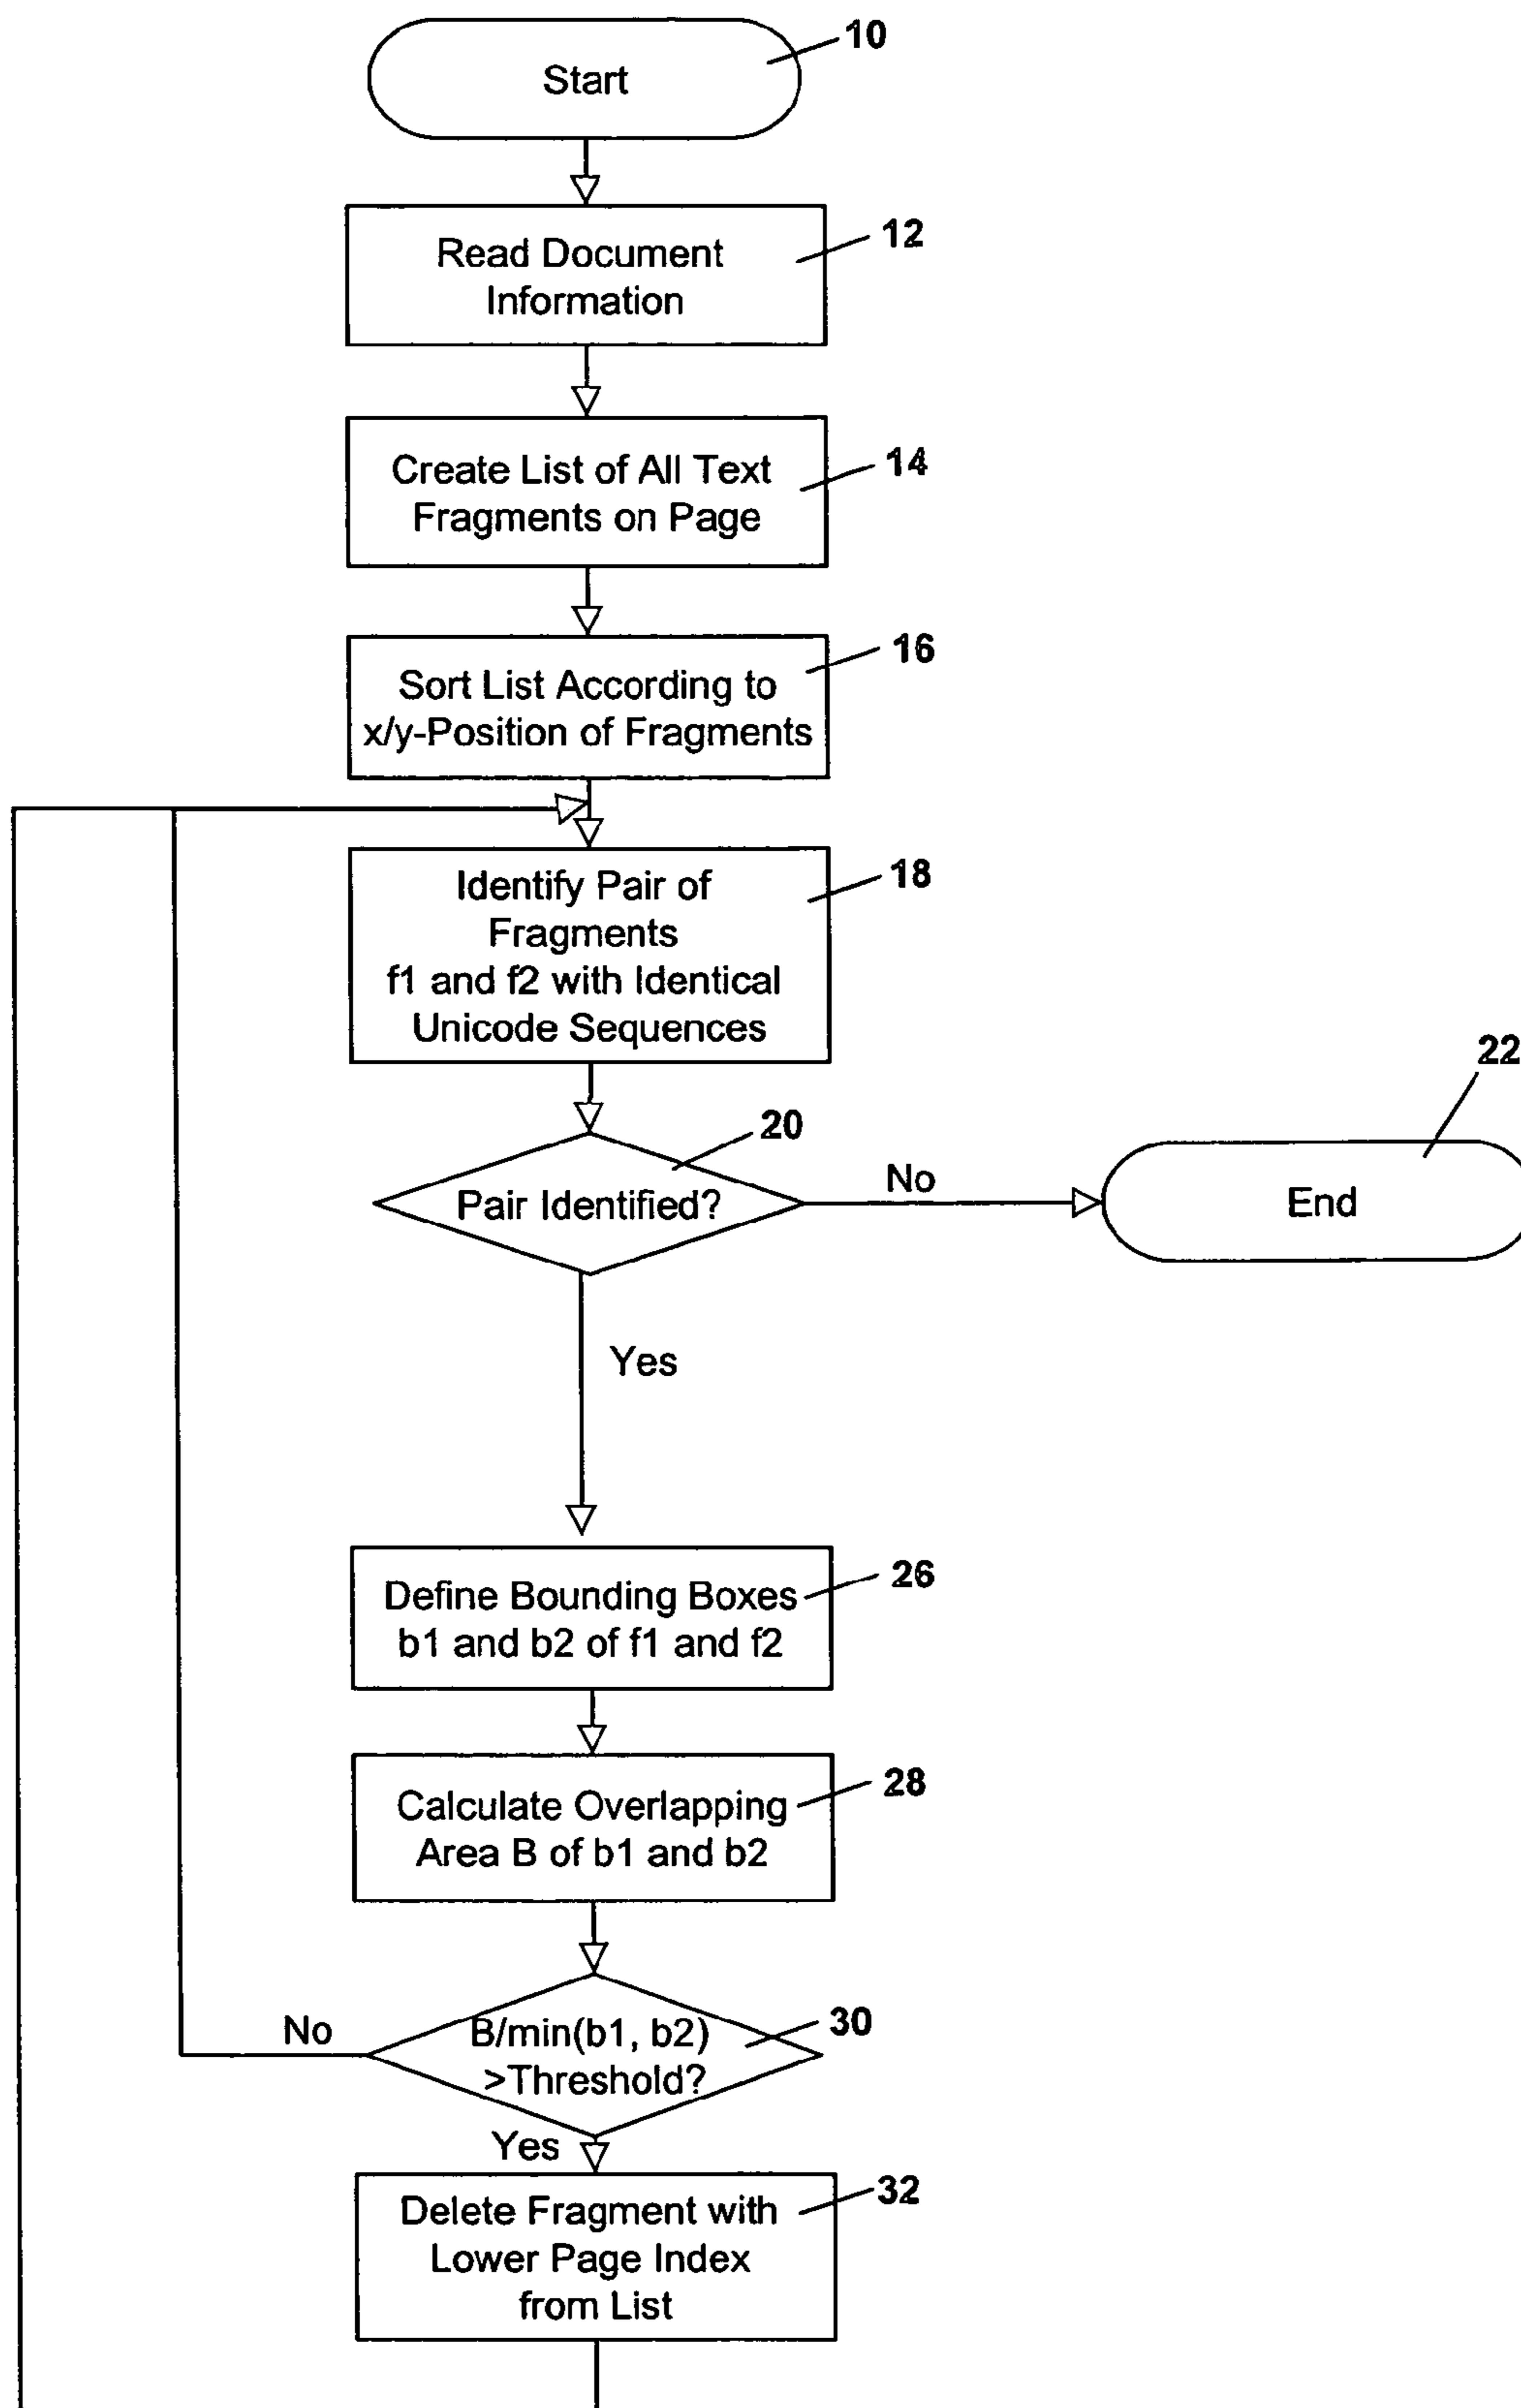 10
Start
12
Read Document
Information
14
Create List of All Text
Fragments on Page
16
Sort List According to
x/y-Position of Fragments
18
Identify Pair of
Fragments
f1 and f2 with Identical
Unicode Sequences
22
20
No
Pair Identified?
End
Yes
26
Define Bounding Boxes
b1 and b2 of f1 and f2
28
Calculate Overlapping
Area B of b1 and b2
30
No
B/min(b1, b2)
>Threshold?
Yes
32
Delete Fragment with
Lower Page Index
from List